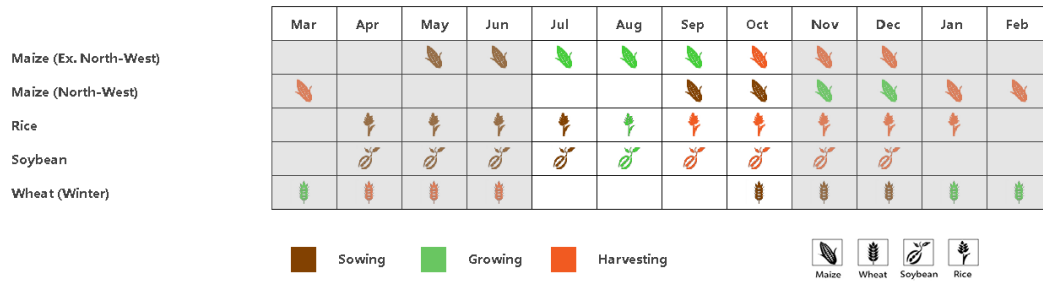 Mar Apr May Jun Jul Aug Sep Oct Nov Dec Jan Feb
Maize (Ex. North-West)
Maize (North-West)
Rice
Soybean
Wheat (Winter)
Sowing Growing Harvesting
Maize Wheat Soybean Rice